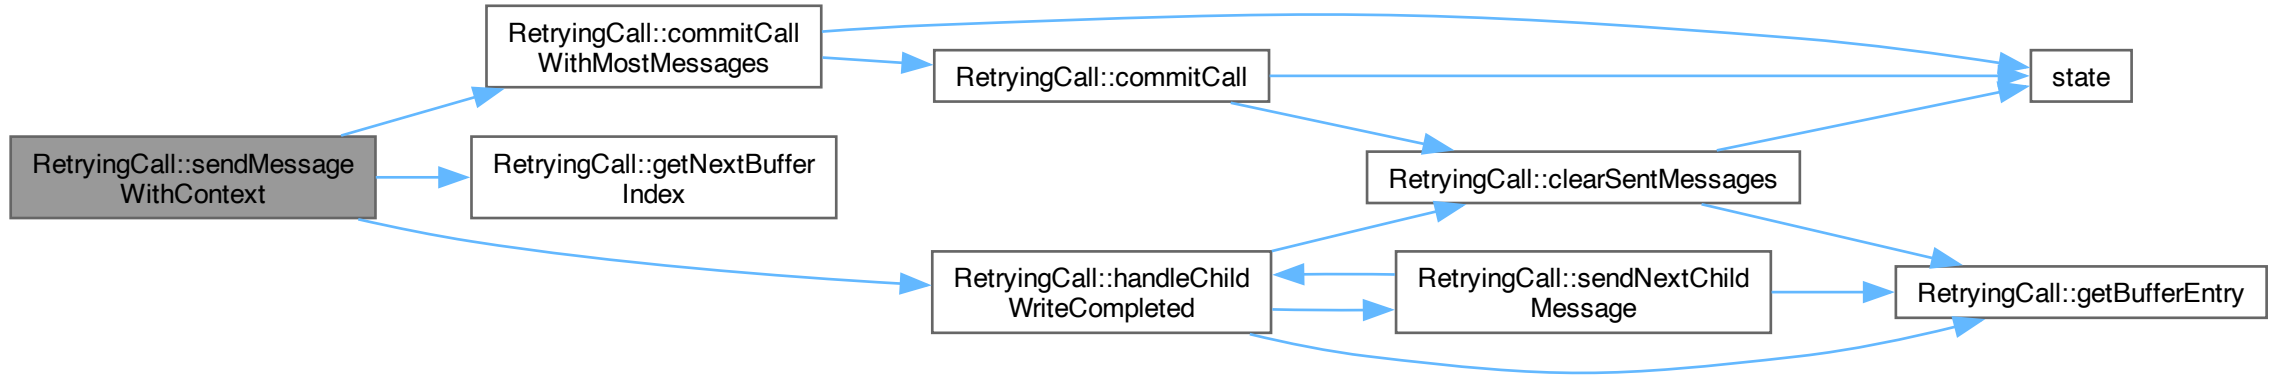 RetryingCall::sendMessage
WithContext
RetryingCall::commitCall
WithMostMessages
RetryingCall::getNextBuffer
Index
RetryingCall::commitCall
RetryingCall::handleChild
WriteCompleted
RetryingCall::clearSentMessages
RetryingCall::sendNextChild
Message
state
RetryingCall::getBufferEntry